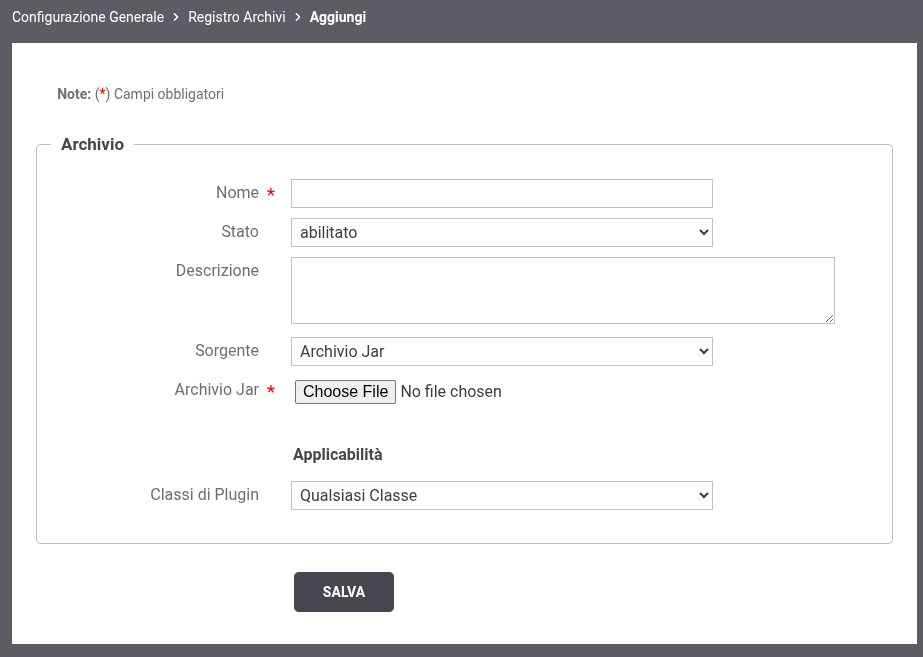 Configurazione Generale > Registro Archivi > Aggiungi
Note: (*) Campi obbligatori
Archivio
Nome *
Stato abilitato
Descrizione
Sorgente Archivio Jar
Archivio Jar * Choose File No file chosen
Applicabilità
Classi di Plugin Qualsiasi Classe
SALVA